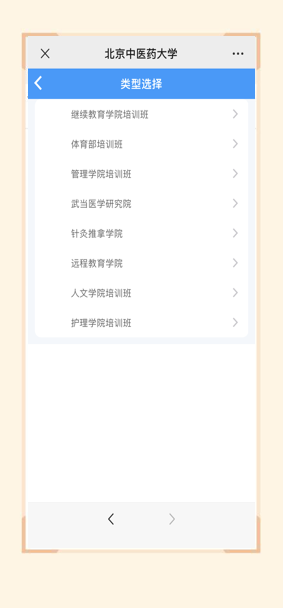 北京中医药大学
类型选择
继续教育学院培训班
体育部培训班
管理学院培训班
武当医学研究院
针灸推拿学院
远程教育学院
人文学院培训班
护理学院培训班